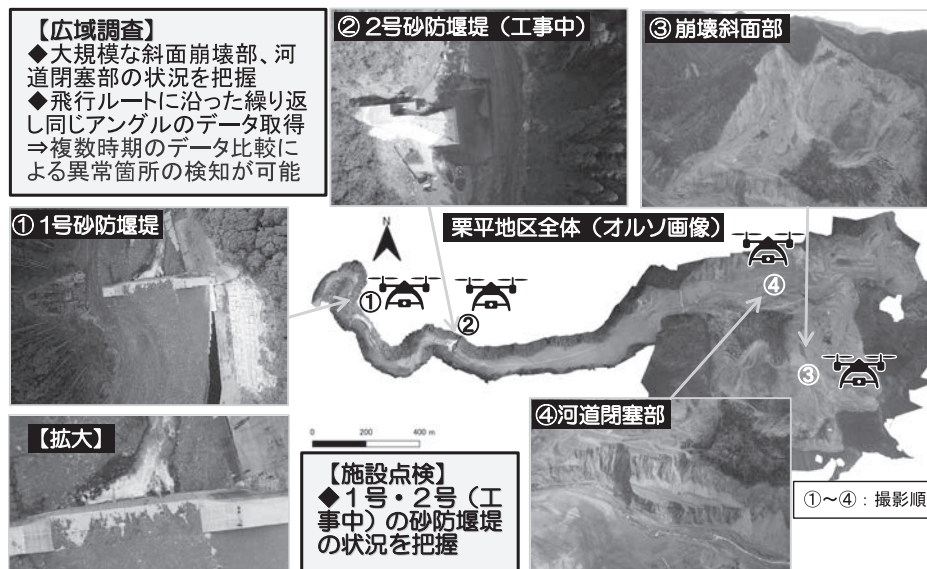 【広域調査】
◆大規模な斜面崩壊部、河
道閉塞部の状況を把握
◆飛行ルートに沿った繰り返
し同じアングルのデータ取得
⇒複数時期のデータ比較によ
る異常箇所の検知が可能
②2号砂防堰堤（工事中）
③崩壊斜面部
①1号砂防堰堤
栗平地区全体（オルソ画像）
N
①
②
④
③
【拡大】
0 200 400 m
④河道閉塞部
【施設点検】
◆1号・2号（工
事中）の砂防堰堤
の状況を把握
①～④：撮影順